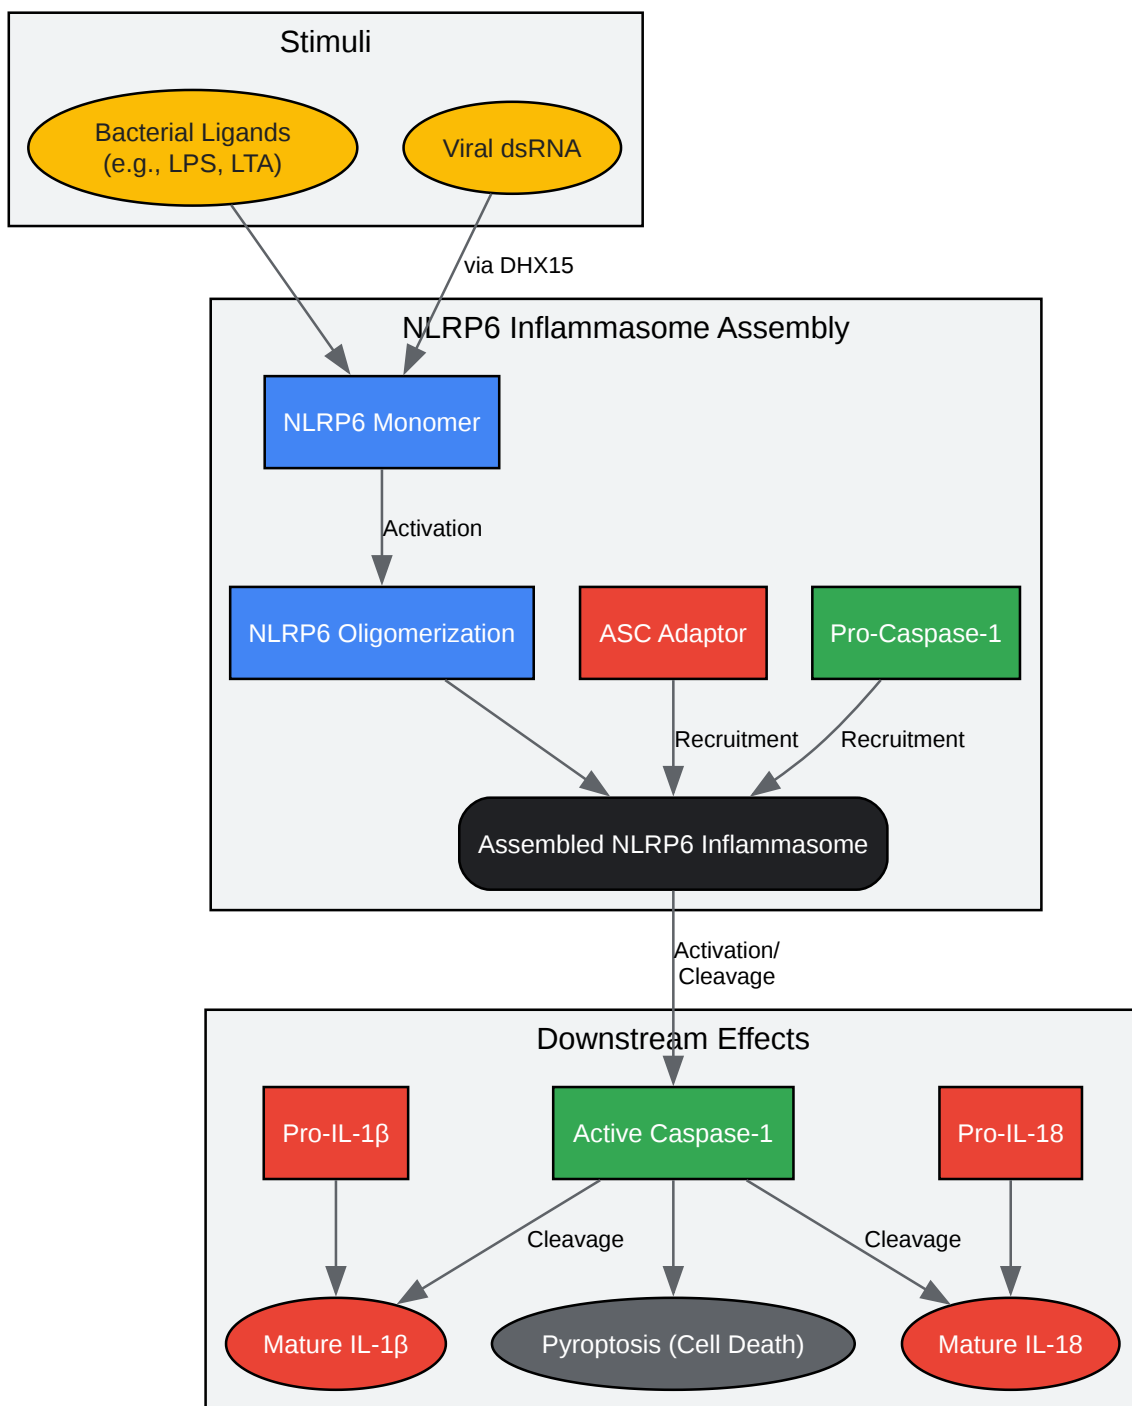 Stimuli
Bacterial Ligands
(e.g., LPS, LTA)
Viral dsRNA
via DHX15
NLRP6 Inflammasome Assembly
NLRP6 Monomer
Activation
NLRP6 Oligomerization
ASC Adaptor
Pro-Caspase-1
Recruitment
Recruitment
Assembled NLRP6 Inflammasome
Activation/
Cleavage
Downstream Effects
Pro-IL-1β
Active Caspase-1
Pro-IL-18
Cleavage
Cleavage
Mature IL-1β
Pyroptosis (Cell Death)
Mature IL-18